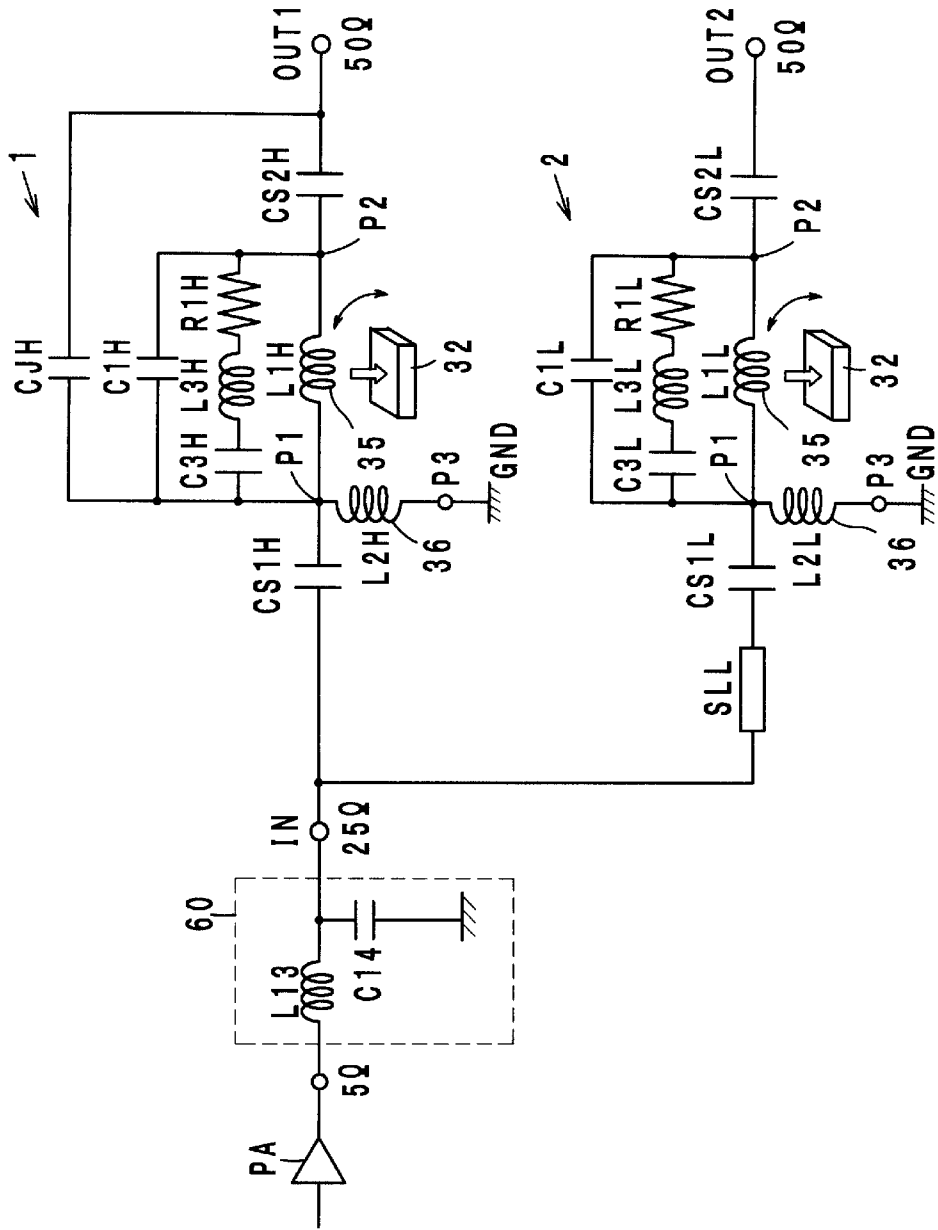 PA
5Ω
60
L13
C14
IN
25Ω
1
CJH
C1H
C3H L3H R1H
P1
CS1H
L1H
35
L2H
36
P3
GND
32
P2
CS2H
OUT1
50Ω
2
C1L
C3L L3L R1L
P1
SLL
CS1L
L1L
35
L2L
36
P3
GND
32
P2
CS2L
OUT2
50Ω